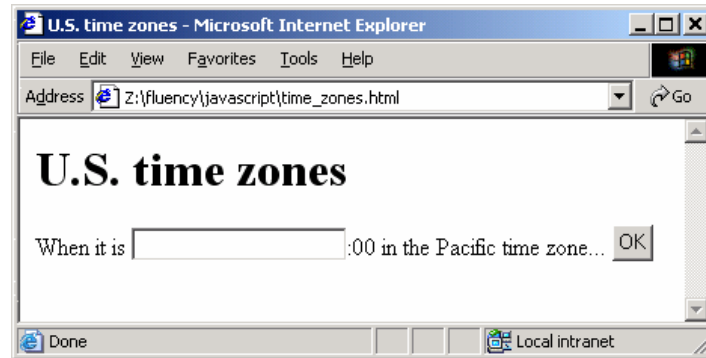 U.S. time zones - Microsoft Internet Explorer
File Edit View Favorites Tools Help
Address Z:\fluency\javascript\time_zones.html Go
U.S. time zones
When it is :00 in the Pacific time zone... OK
Done Local intranet